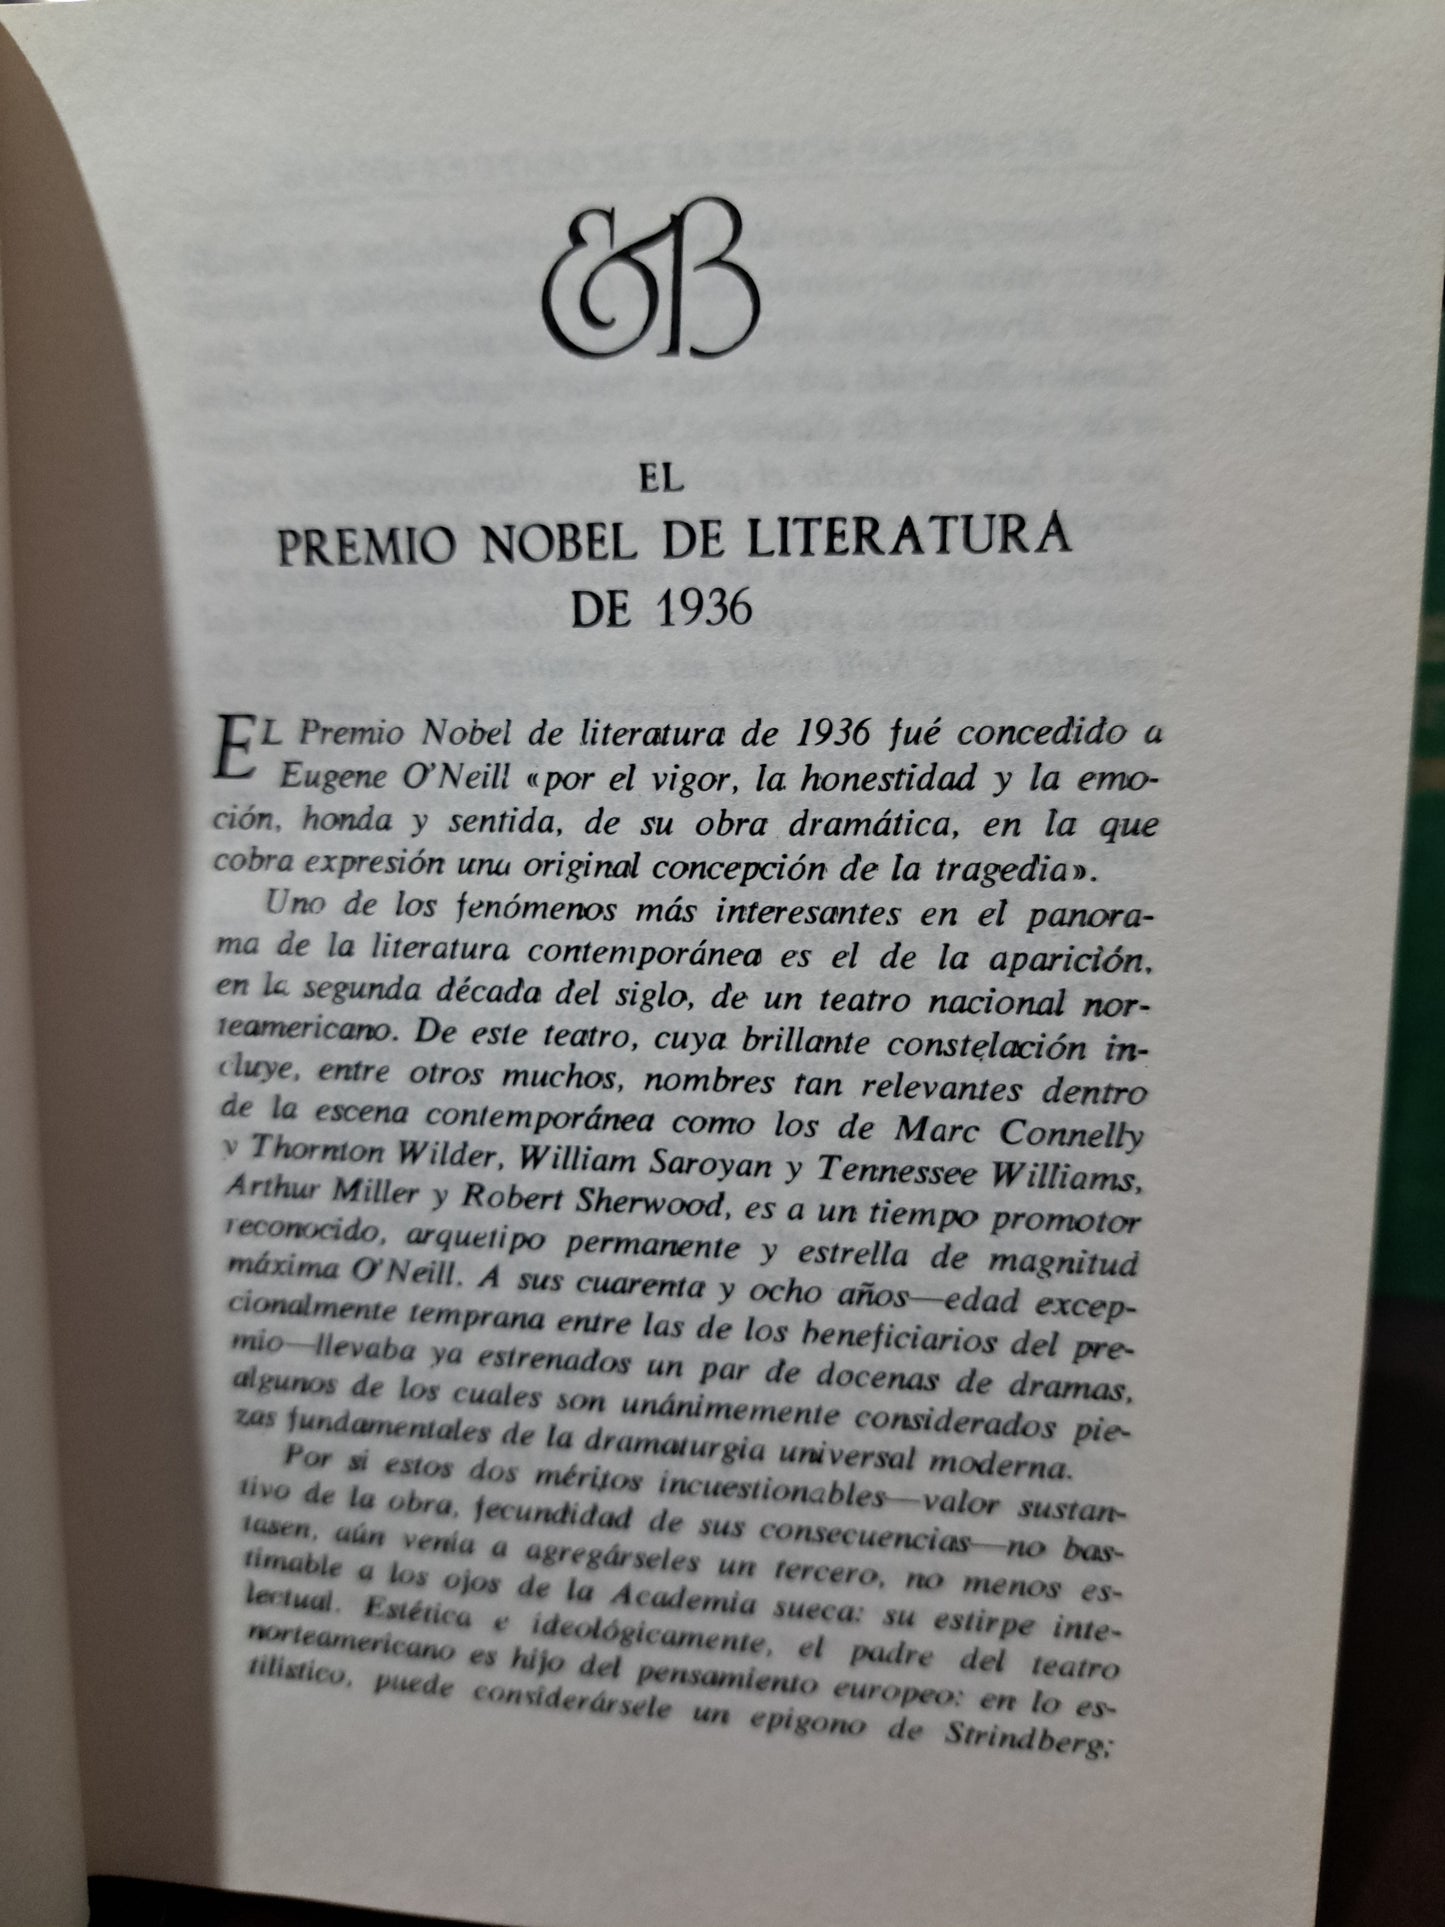 EB
EL
PREMIO NOBEL DE LITERATURA
DE 1936
EL Premio Nobel de literatura de 1936 fué concedido a
Eugene O'Neill «por el vigor, la honestidad y la emo-
ción, honda y sentida, de su obra dramática, en la que
cobra expresión una original concepción de la tragedia».
Uno de los fenómenos más interesantes en el panora-
ma de la literatura contemporánea es el de la aparición,
en la segunda década del siglo, de un teatro nacional nor-
teamericano. De este teatro, cuya brillante constelación in-
cluye, entre otros muchos, nombres tan relevantes dentro
de la escena contemporánea como los de Marc Connelly
y Thornton Wilder, William Saroyan y Tennessee Williams,
Arthur Miller y Robert Sherwood, es a un tiempo promotor
reconocido, arquetipo permanente y estrella de magnitud
máxima O'Neill. A sus cuarenta y ocho años—edad excep-
cionalmente temprana entre las de los beneficiarios del pre-
mio—llevaba ya estrenados un par de docenas de dramas,
algunos de los cuales son unánimemente considerados pie-
zas fundamentales de la dramaturgia universal moderna.
Por si estos dos méritos incuestionables—valor sustan-
tivo de la obra, fecundidad de sus consecuencias—no bas-
tasen, aún venía a agregárseles un tercero, no menos es-
timable a los ojos de la Academia sueca: su estirpe inte-
lectual. Estética e ideológicamente, el padre del teatro
norteamericano es hijo del pensamiento europeo: en lo es-
tilístico, puede considerársele un epígono de Strindberg;